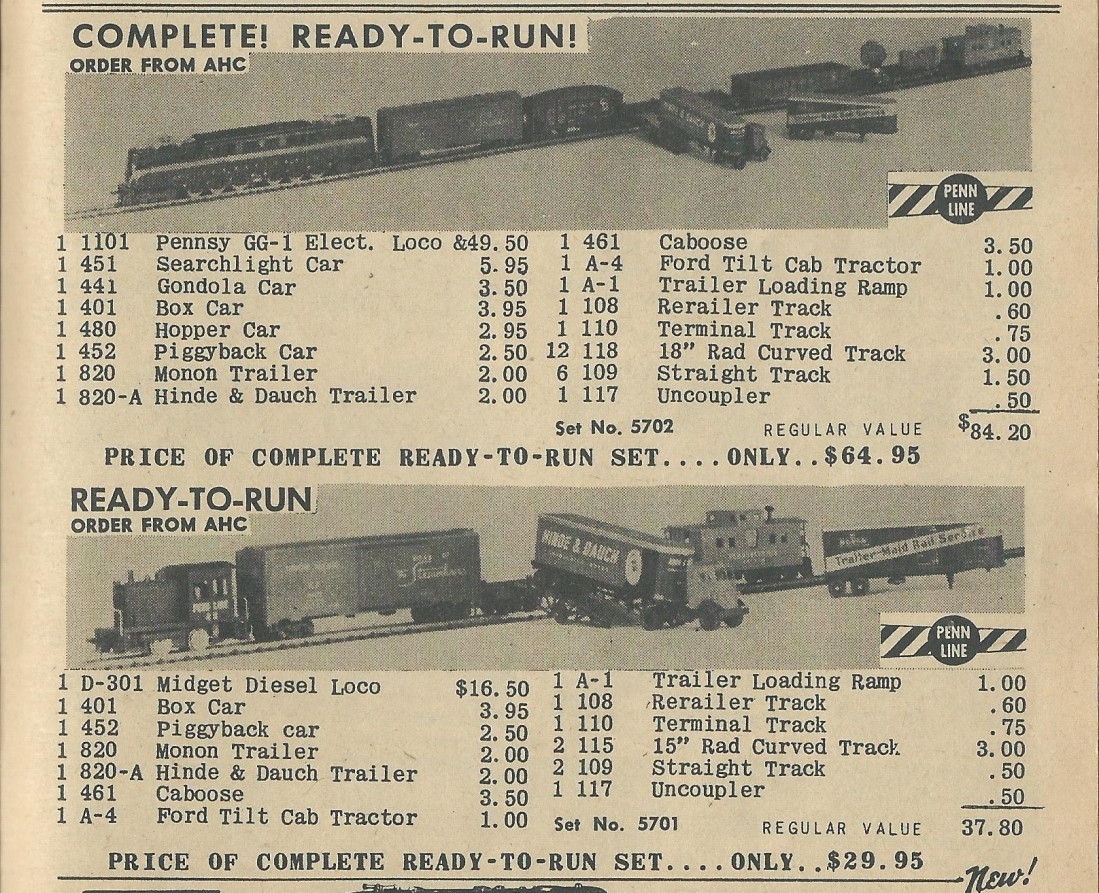 COMPLETE! READY-TO-RUN!
ORDER FROM AHC
PENN
LINE
1 1101 Pennsy GG-1 Elect. Loco &49.50
1 451 Searchlight Car 5.95
1 441 Gondola Car 3.50
1 401 Box Car 3.95
1 480 Hopper Car 2.95
1 452 Piggyback Car 2.50
1 820 Monon Trailer 2.00
1 820-A Hinde & Dauch Trailer 2.00
1 461 Caboose 3.50
1 A-4 Ford Tilt Cab Tractor 1.00
1 A-1 Trailer Loading Ramp 1.00
1 108 Rerailer Track .60
1 110 Terminal Track .75
12 118 18" Rad Curved Track 3.00
6 109 Straight Track 1.50
1 117 Uncoupler .50
Set No. 5702 REGULAR VALUE $84.20
PRICE OF COMPLETE READY-TO-RUN SET....ONLY..$64.95
READY-TO-RUN
ORDER FROM AHC
HINDE & DAUCH
Trailer-Maid Rail Service
PENN
LINE
1 D-301 Midget Diesel Loco $16.50
1 401 Box Car 3.95
1 452 Piggyback car 2.50
1 820 Monon Trailer 2.00
1 820-A Hinde & Dauch Trailer 2.00
1 461 Caboose 3.50
1 A-4 Ford Tilt Cab Tractor 1.00
1 A-1 Trailer Loading Ramp 1.00
1 108 Rerailer Track .60
1 110 Terminal Track .75
2 115 15" Rad Curved Track 3.00
2 109 Straight Track .50
1 117 Uncoupler .50
Set No. 5701 REGULAR VALUE 37.80
PRICE OF COMPLETE READY-TO-RUN SET....ONLY..$29.95
New!